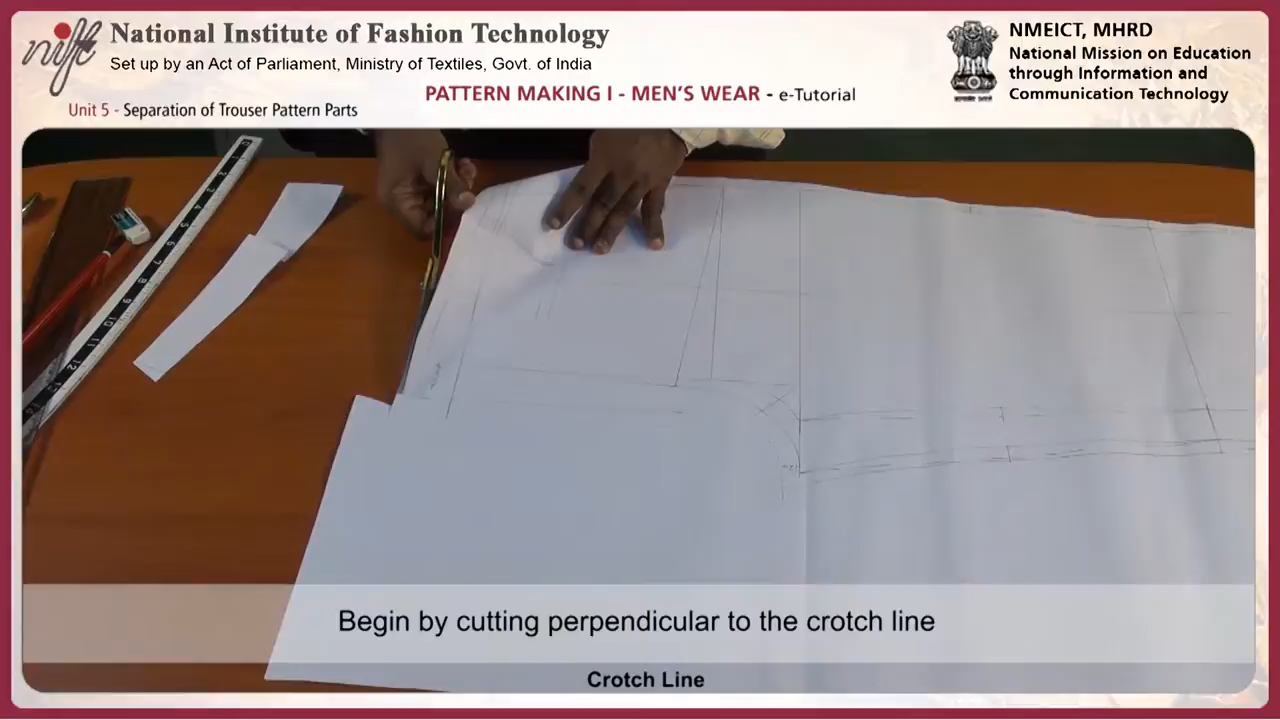 nift
National Institute of Fashion Technology
Set up by an Act of Parliament, Ministry of Textiles, Govt. of India
NMEICT, MHRD
National Mission on Education
through Information and
Communication Technology
PATTERN MAKING I - MEN'S WEAR - e-Tutorial
Unit 5 - Separation of Trouser Pattern Parts
Begin by cutting perpendicular to the crotch line
Crotch Line